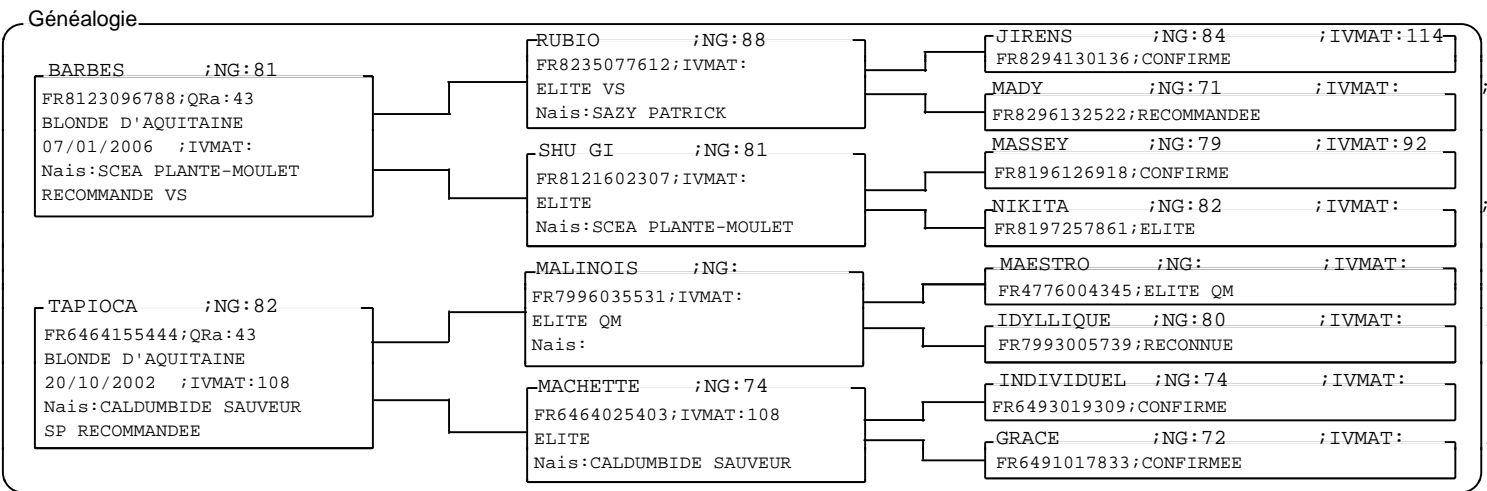 Généalogie
BARBES ;NG:81
FR8123096788;QRa:43
BLONDE D'AQUITAINE
07/01/2006 ;IVMAT:
Nais:SCEA PLANTE-MOULET
RECOMMANDE VS
TAPIOCA ;NG:82
FR6464155444;QRa:43
BLONDE D'AQUITAINE
20/10/2002 ;IVMAT:108
Nais:CALDUMBIDE SAUVEUR
SP RECOMMANDEE
RUBIO ;NG:88
FR8235077612;IVMAT:
ELITE VS
Nais:SAZY PATRICK
SHU GI ;NG:81
FR8121602307;IVMAT:
ELITE
Nais:SCEA PLANTE-MOULET
MALINOIS ;NG:
FR7996035531;IVMAT:
ELITE QM
Nais:
MACHETTE ;NG:74
FR6464025403;IVMAT:108
ELITE
Nais:CALDUMBIDE SAUVEUR
JIRENS ;NG:84 ;IVMAT:114
FR8294130136;CONFIRME
MADY ;NG:71 ;IVMAT: ;
FR8296132522;RECOMMANDEE
MASSEY ;NG:79 ;IVMAT:92
FR8196126918;CONFIRME
NIKITA ;NG:82 ;IVMAT: ;
FR8197257861;ELITE
MAESTRO ;NG: ;IVMAT:
FR4776004345;ELITE QM
IDYLLIQUE ;NG:80 ;IVMAT:
FR7993005739;RECONNUE
INDIVIDUEL ;NG:74 ;IVMAT:
FR6493019309;CONFIRME
GRACE ;NG:72 ;IVMAT:
FR6491017833;CONFIRMEE